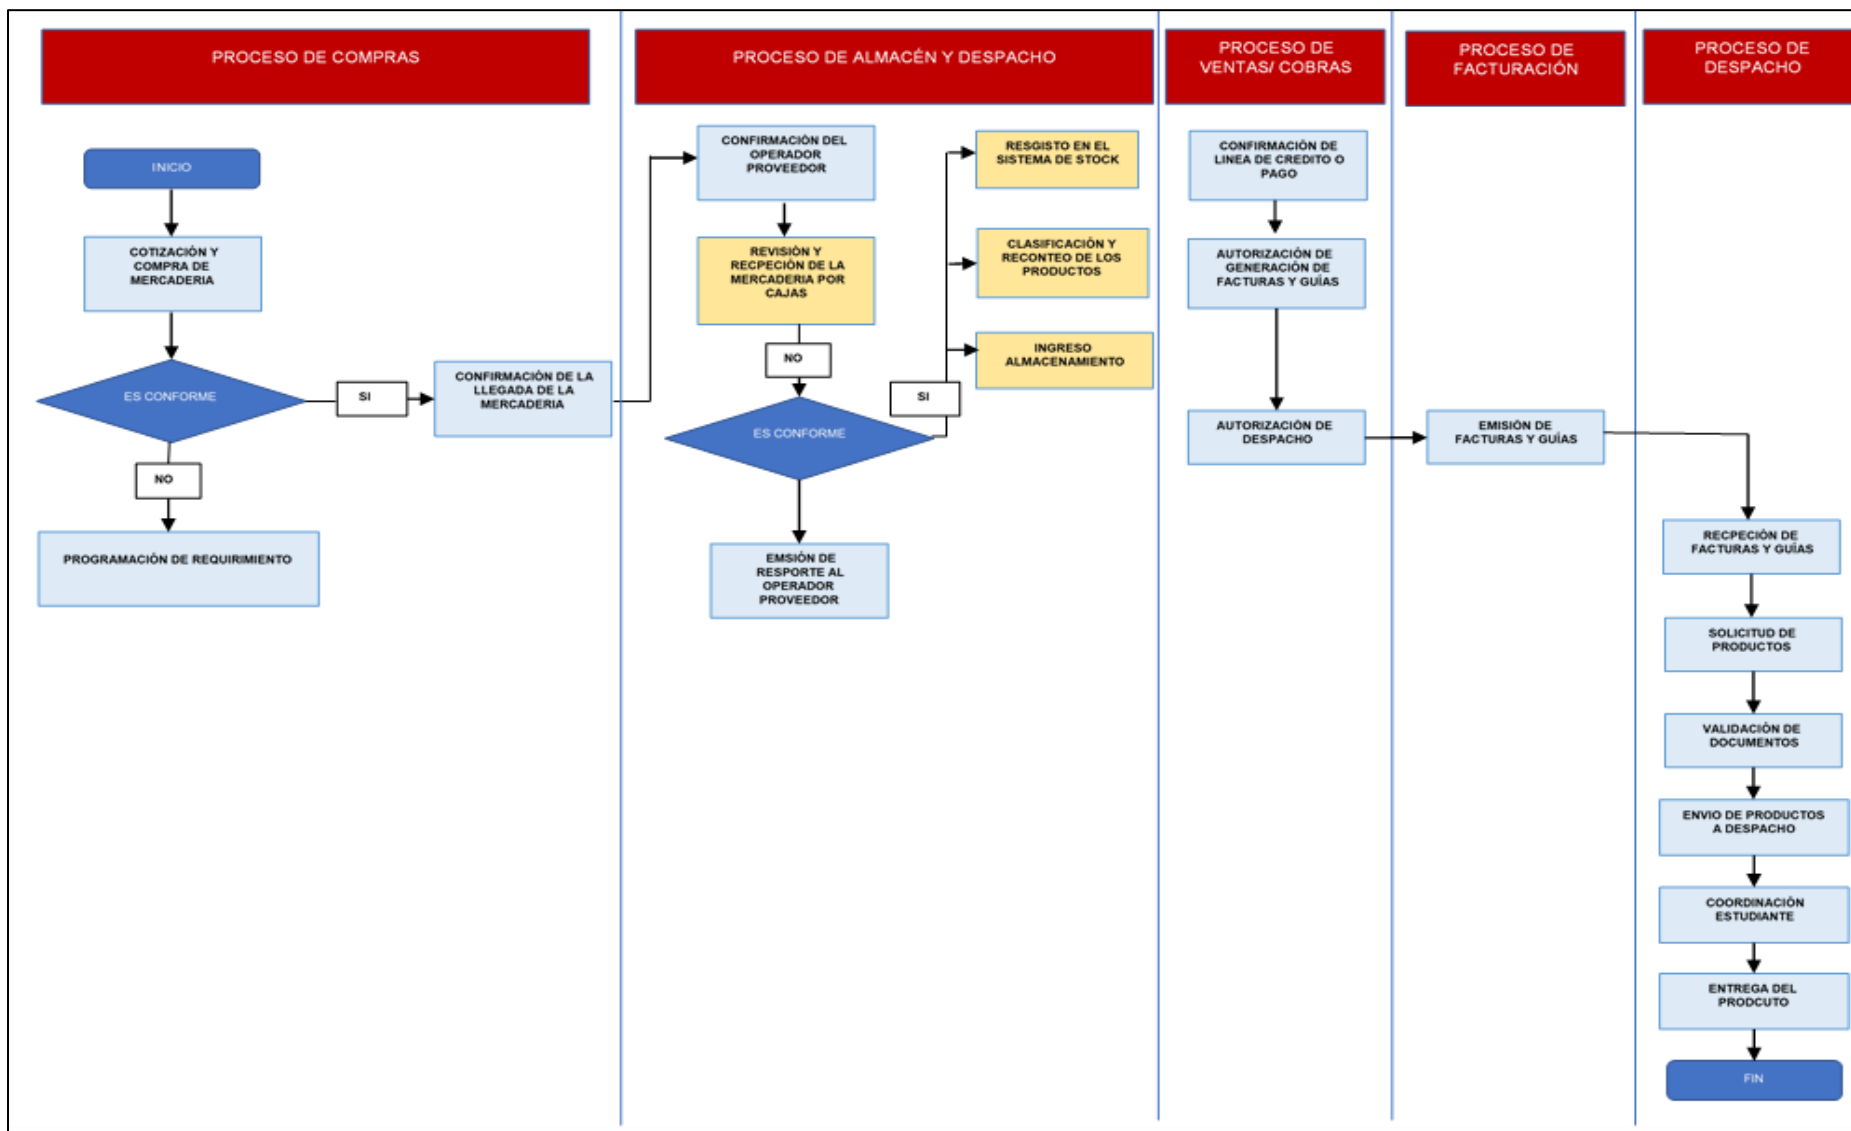 PROCESO DE COMPRAS
INICIO
COTIZACIÓN Y
COMPRA DE
MERCADERIA
ES CONFORME
SI
CONFIRMACIÓN DE LA
LLEGADA DE LA
MERCADERIA
NO
PROGRAMACIÓN DE REQUIRIMIENTO
PROCESO DE ALMACÉN Y DESPACHO
CONFIRMACIÓN DEL
OPERADOR
PROVEEDOR
REVISIÓN Y
RECPECIÓN DE LA
MERCADERIA POR
CAJAS
NO
ES CONFORME
SI
RESGISTO EN EL
SISTEMA DE STOCK
CLASIFICACIÓN Y
RECONTEO DE LOS
PRODUCTOS
INGRESO
ALMACENAMIENTO
EMSIÓN DE
RESPORTE AL
OPERADOR
PROVEEDOR
PROCESO DE
VENTAS/ COBRAS
CONFIRMACIÓN DE
LINEA DE CREDITO O
PAGO
AUTORIZACIÓN DE
GENERACIÓN DE
FACTURAS Y GUÍAS
AUTORIZACIÓN DE
DESPACHO
PROCESO DE
FACTURACIÓN
EMISIÓN DE
FACTURAS Y GUÍAS
PROCESO DE
DESPACHO
RECPECIÓN DE
FACTURAS Y GUÍAS
SOLICITUD DE
PRODUCTOS
VALIDACIÓN DE
DOCUMENTOS
ENVIO DE PRODUCTOS
A DESPACHO
COORDINACIÓN
ESTUDIANTE
ENTREGA DEL
PRODCUTO
FIN